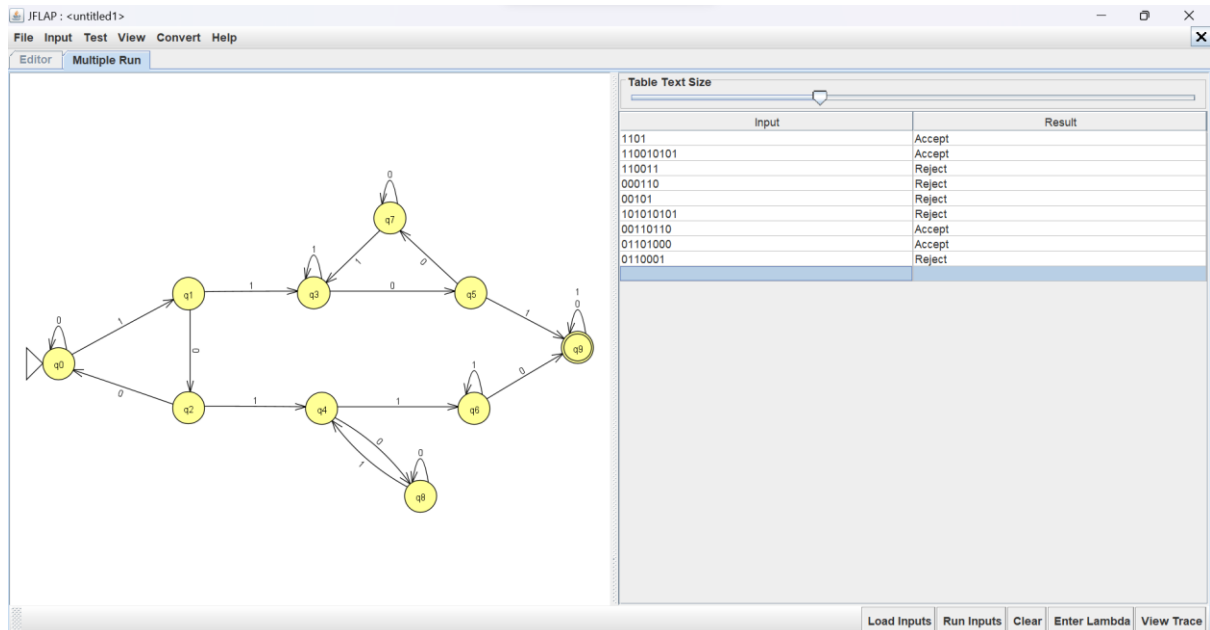 JFLAP : <untitled1>
File Input Test View Convert Help
Editor Multiple Run
Table Text Size
Input Result
1101 Accept
110010101 Accept
110011 Reject
000110 Reject
00101 Reject
101010101 Reject
00110110 Accept
01101000 Accept
0110001 Reject
0
q7
1
1
0
q1
1
q3
0
q5
1
0
1
1
0
q0
0
q9
1
0
0
q2
1
q4
1
q6
0
1
0
q8
Load Inputs Run Inputs Clear Enter Lambda View Trace